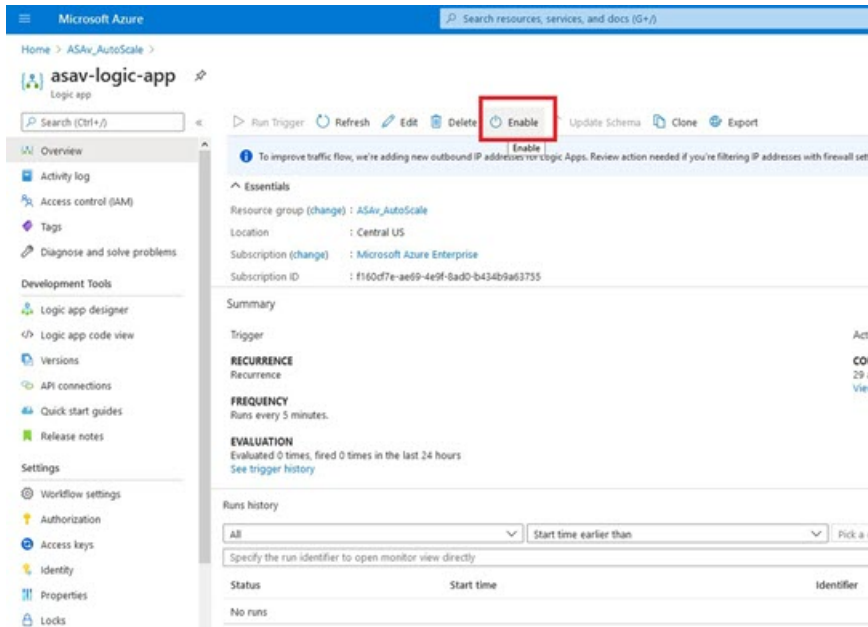 Microsoft Azure
Search resources, services, and docs (G+/)
Home > ASAv_AutoScale >
asav-logic-app
Logic app
Search (Ctrl+/)
«
Run Trigger Refresh Edit Delete Enable Update Schema Clone Export
Enable
Overview
To improve traffic flow, we're adding new outbound IP addresses for Logic Apps. Review action needed if you're filtering IP addresses with firewall set
Activity log
Access control (IAM)
Tags
Diagnose and solve problems
Development Tools
Logic app designer
Logic app code view
Versions
API connections
Quick start guides
Release notes
Settings
Workflow settings
Authorization
Access keys
Identity
Properties
Locks
Essentials
Resource group (change) : ASAv_AutoScale
Location : Central US
Subscription (change) : Microsoft Azure Enterprise
Subscription ID : f160cf7e-ae69-4e9f-8ad0-b434b9a63755
Summary
Trigger
RECURRENCE
Recurrence
FREQUENCY
Runs every 5 minutes.
EVALUATION
Evaluated 0 times, fired 0 times in the last 24 hours
See trigger history
Act
CO
29
Vie
Runs history
All Start time earlier than Pick a
Specify the run identifier to open monitor view directly
Status Start time Identifier
No runs